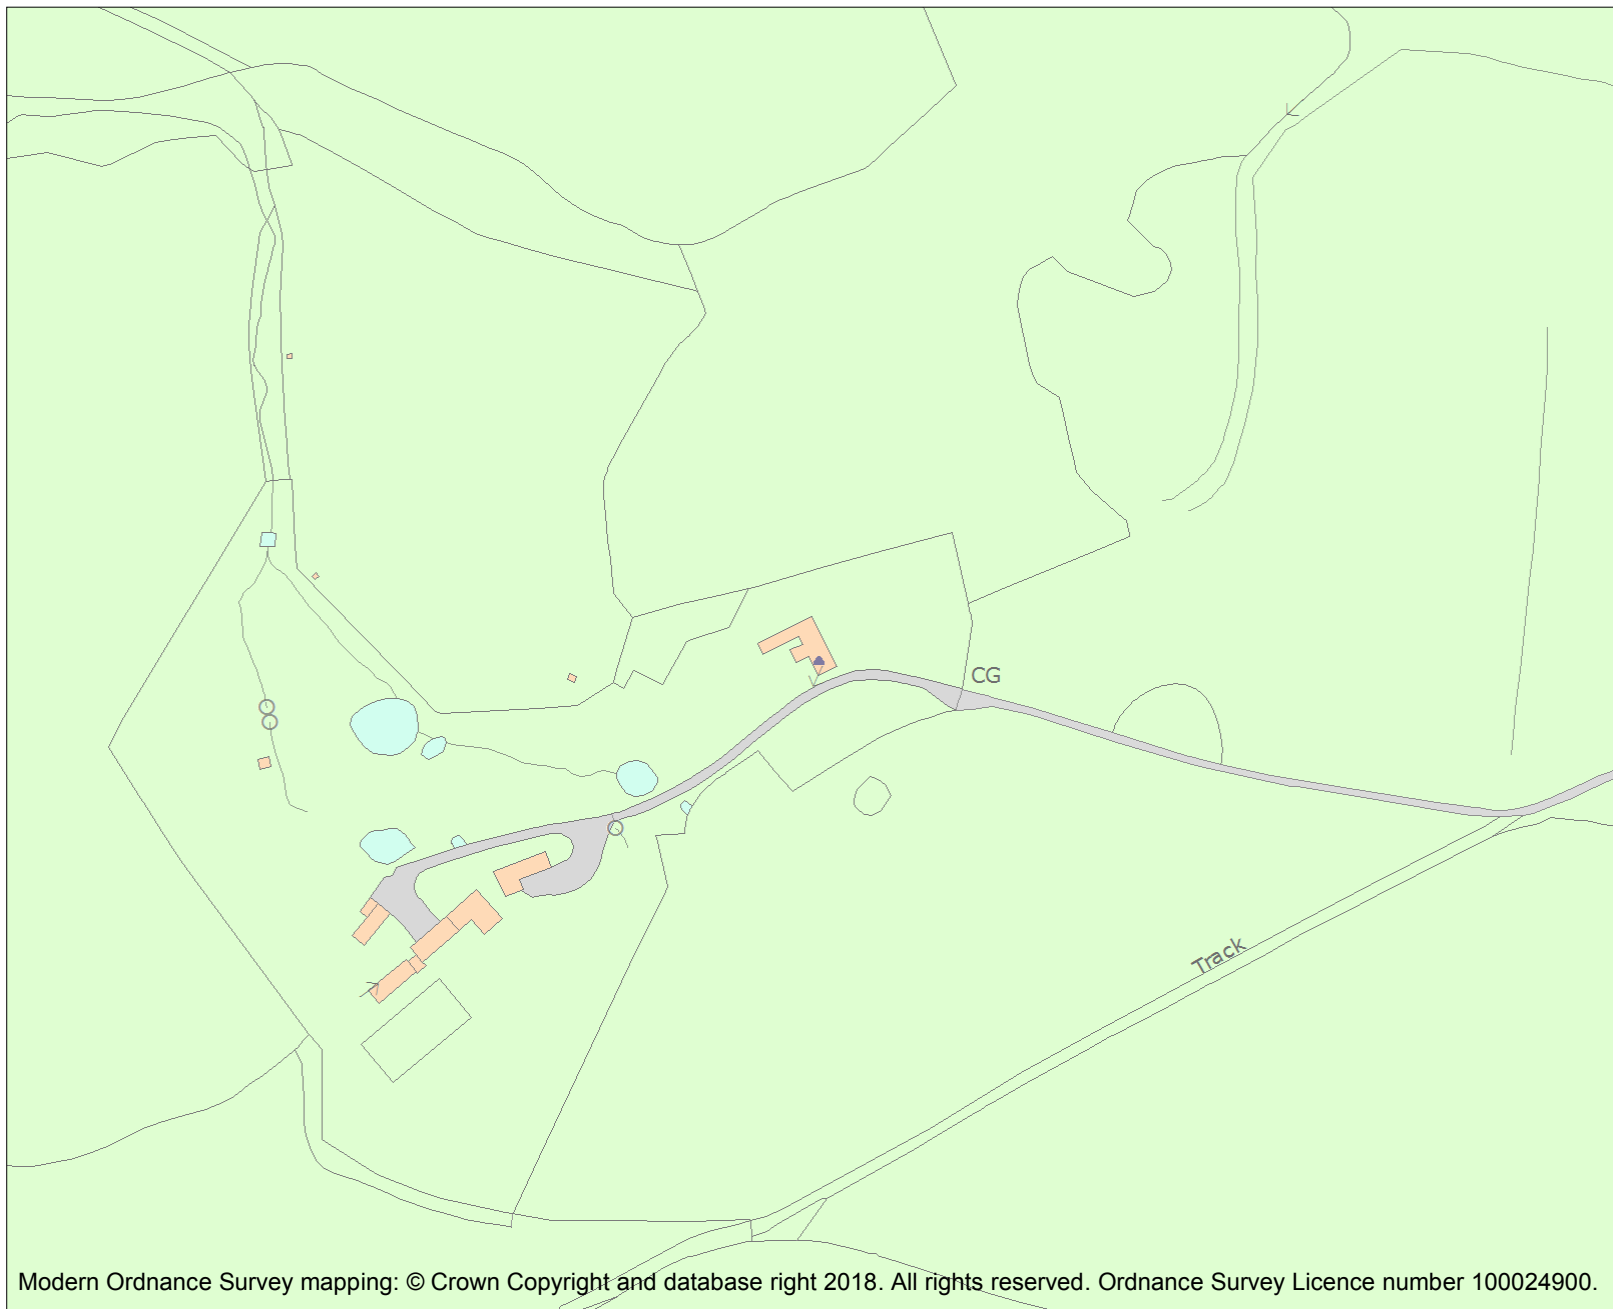 CG
Track
Modern Ordnance Survey mapping: © Crown Copyright and database right 2018. All rights reserved. Ordnance Survey Licence number 100024900.